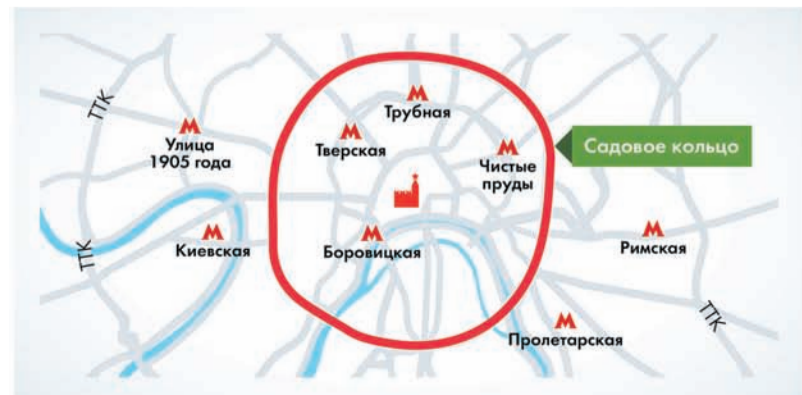 ТТК
Трубная
Улица
1905 года
Тверская
Чистые
пруды
Садовое кольцо
ТТК
Киевская
Боровицкая
Римская
ТТК
Пролетарская